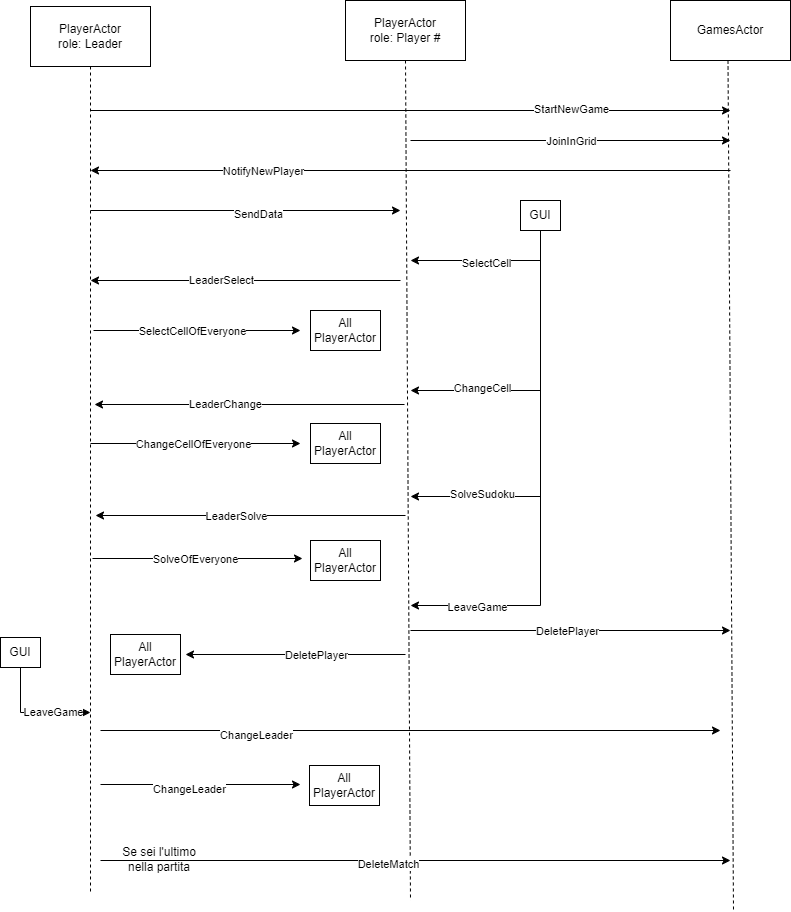 PlayerActor
role: Leader
PlayerActor
role: Player #
GamesActor
StartNewGame
JoinInGrid
NotifyNewPlayer
SendData
GUI
SelectCell
LeaderSelect
SelectCellOfEveryone
All
PlayerActor
ChangeCell
LeaderChange
ChangeCellOfEveryone
All
PlayerActor
SolveSudoku
LeaderSolve
SolveOfEveryone
All
PlayerActor
LeaveGame
DeletePlayer
GUI
All
PlayerActor
DeletePlayer
LeaveGame
ChangeLeader
ChangeLeader
All
PlayerActor
Se sei l'ultimo
nella partita
DeleteMatch